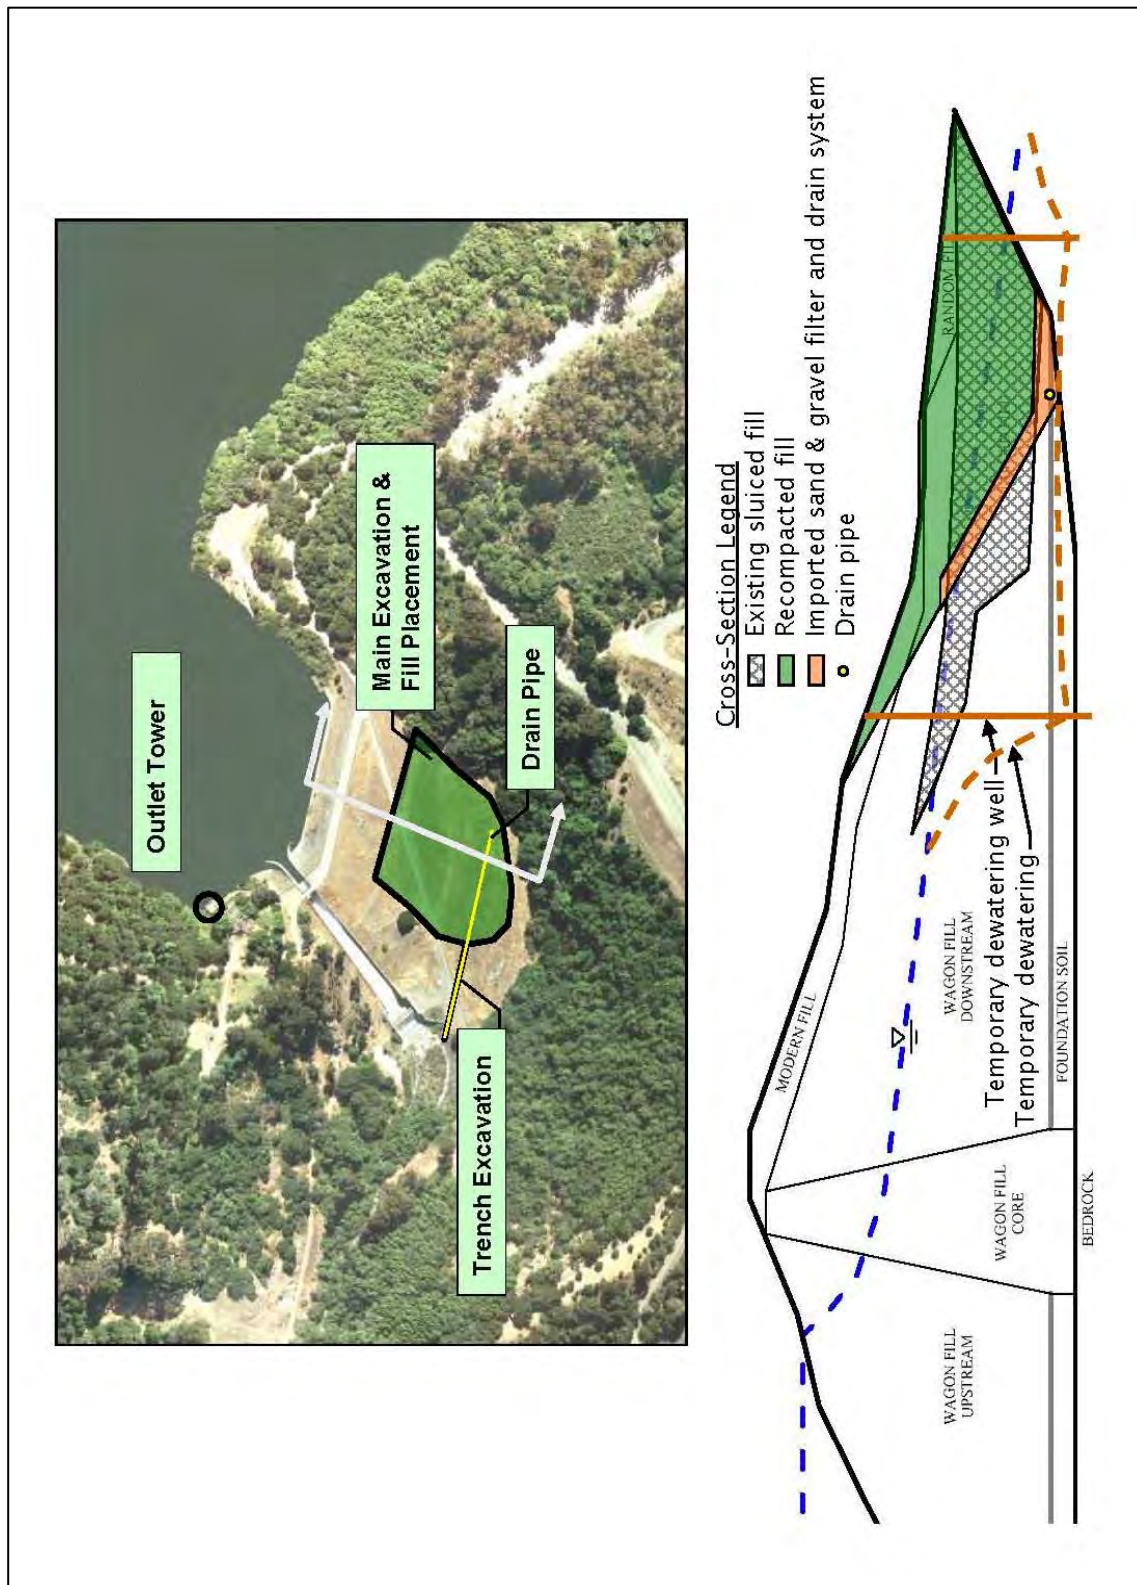 Outlet Tower
Main Excavation &
Fill Placement
Drain Pipe
Trench Excavation
Cross-Section Legend
Existing sluiced fill
Recompacted fill
Imported sand & gravel filter and drain system
Drain pipe
MODERN FILL
WAGON FILL
UPSTREAM
WAGON FILL
CORE
WAGON FILL
DOWNSTREAM
FOUNDATION SOIL
BEDROCK
Temporary dewatering well
Temporary dewatering